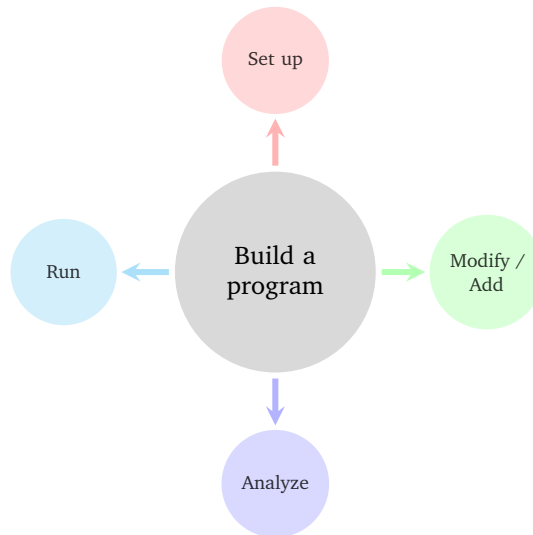 Set up
Run
Build a
program
Modify /
Add
Analyze